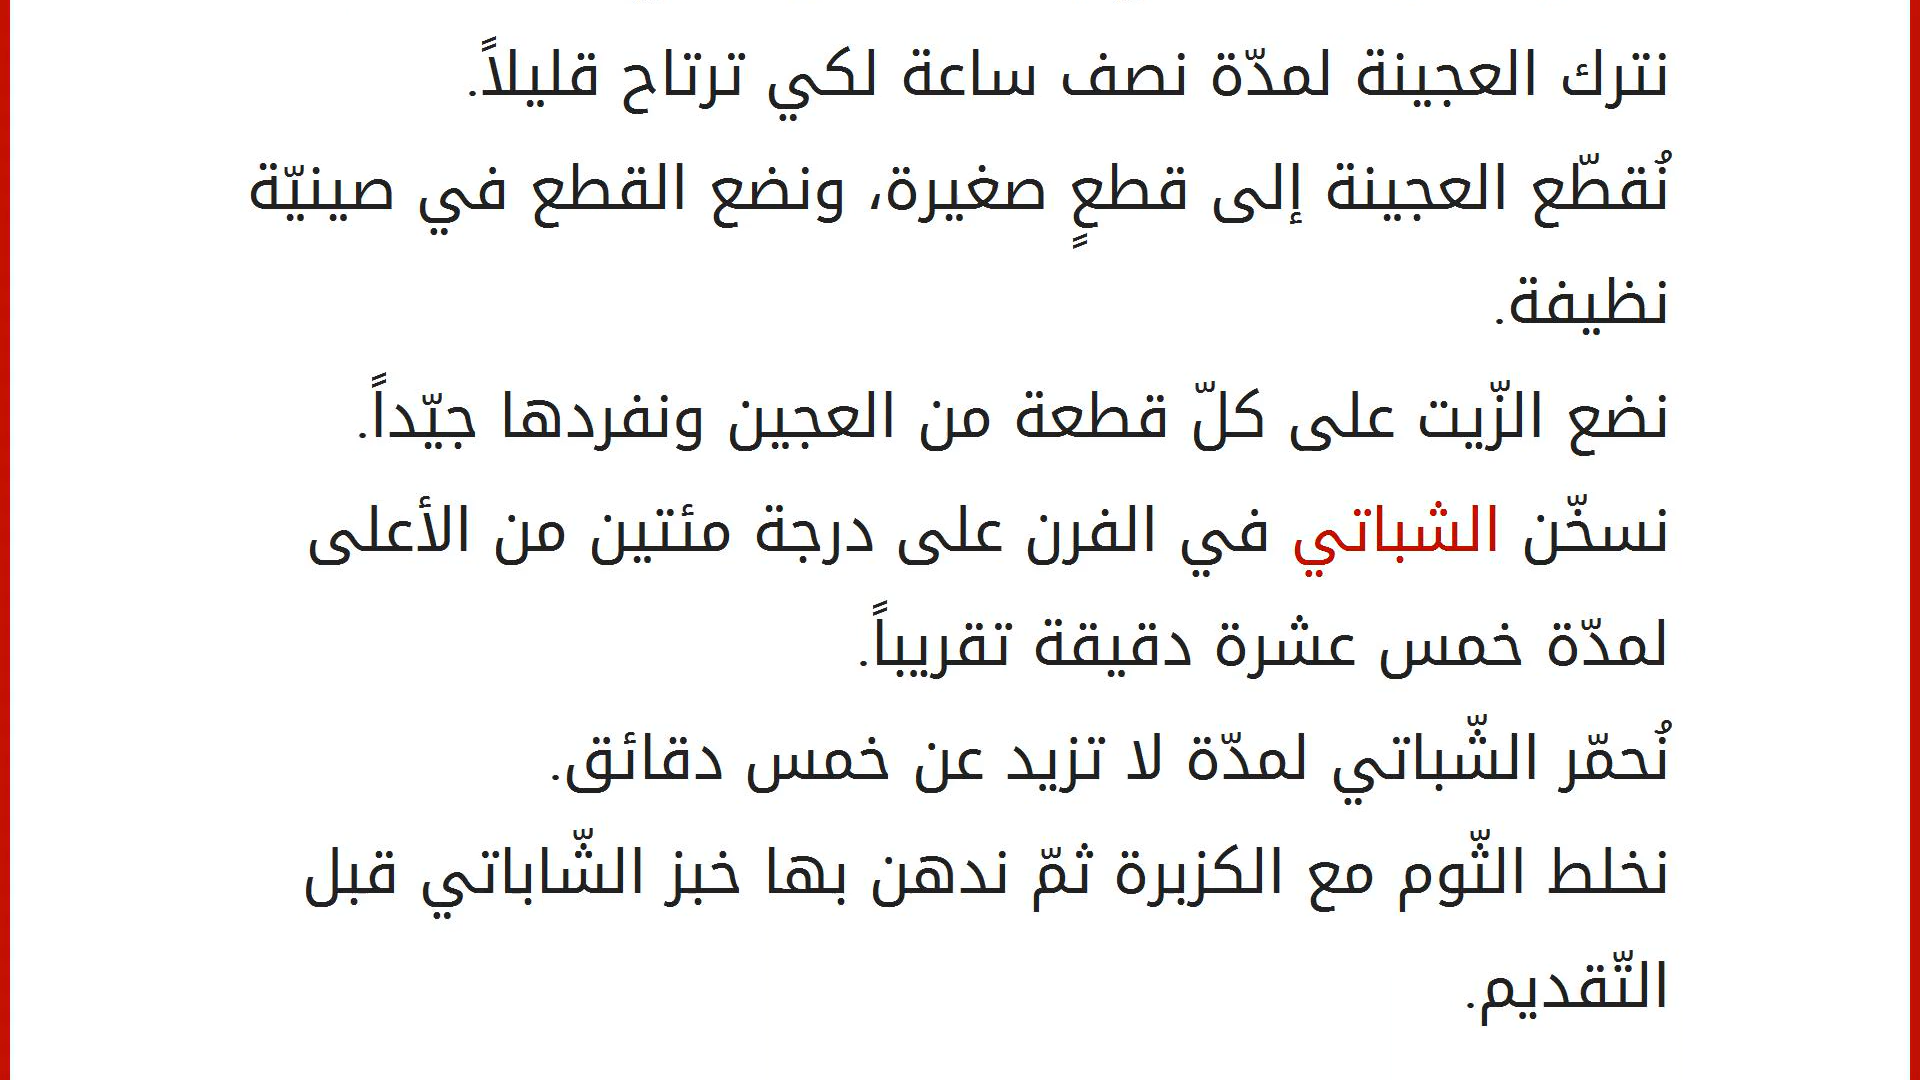 نترك العجينة لمدّة نصف ساعة لكي ترتاح قليلاً.
نُقطّع العجينة إلى قطعٍ صغيرة، ونضع القطع في صينيّة
نظيفة.
نضع الزّيت على كلّ قطعة من العجين ونفردها جيّداً.
نسخّن الشباتي في الفرن على درجة مئتين من الأعلى
لمدّة خمس عشرة دقيقة تقريباً.
نُحمّر الشّباتي لمدّة لا تزيد عن خمس دقائق.
نخلط الثّوم مع الكزبرة ثمّ ندهن بها خبز الشّاباتي قبل
التّقديم.